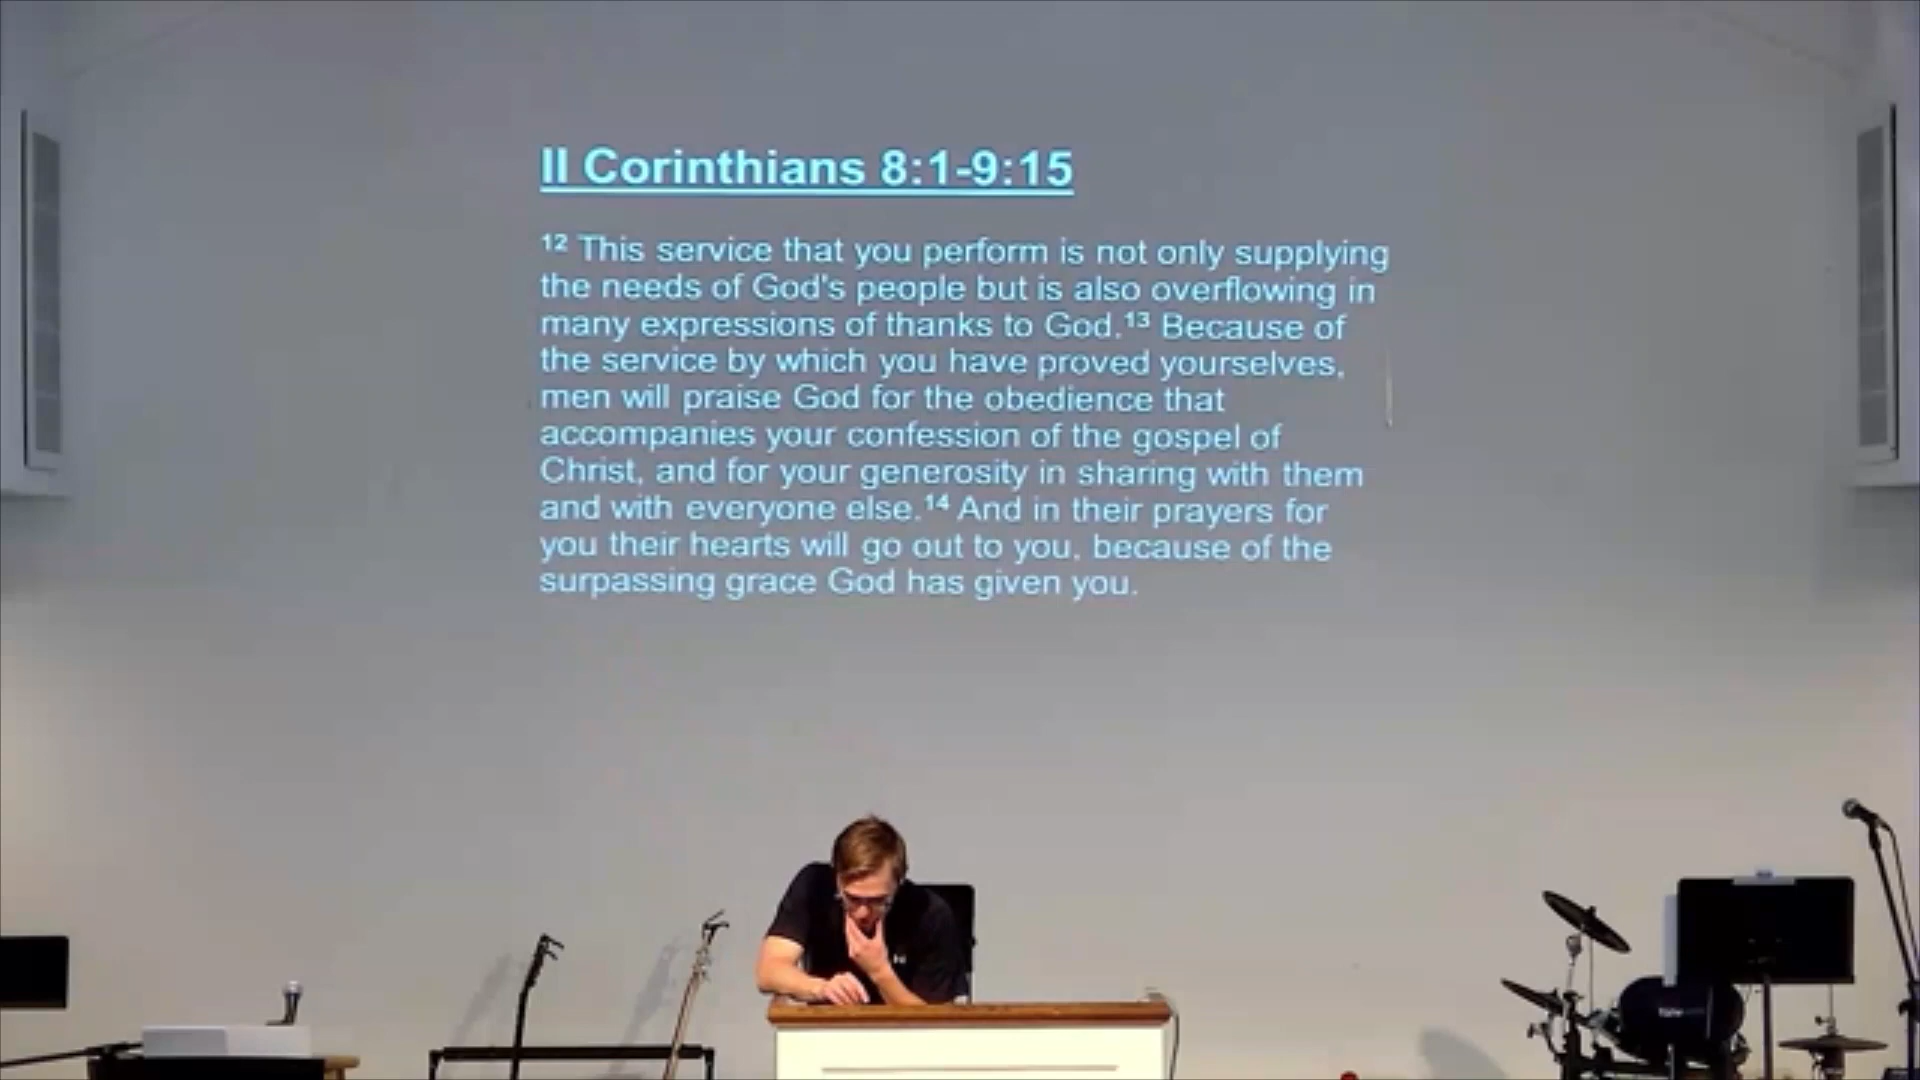 II Corinthians 8:1-9:15
¹² This service that you perform is not only supplying
the needs of God's people but is also overflowing in
many expressions of thanks to God.¹³ Because of
the service by which you have proved yourselves,
men will praise God for the obedience that
accompanies your confession of the gospel of
Christ, and for your generosity in sharing with them
and with everyone else.¹⁴ And in their prayers for
you their hearts will go out to you, because of the
surpassing grace God has given you.